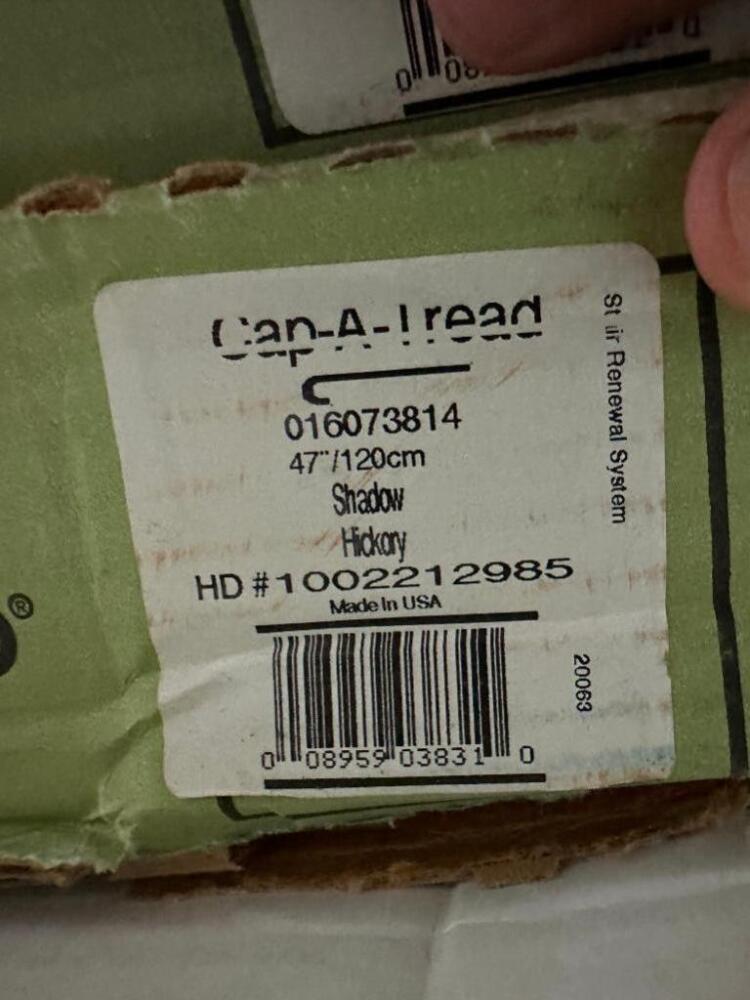 Cap-A-Tread
Stair Renewal System
016073814
47"/120cm
Shadow
Hickory
HD #1002212985
Made In USA
20063
0 08959 03831 0
®